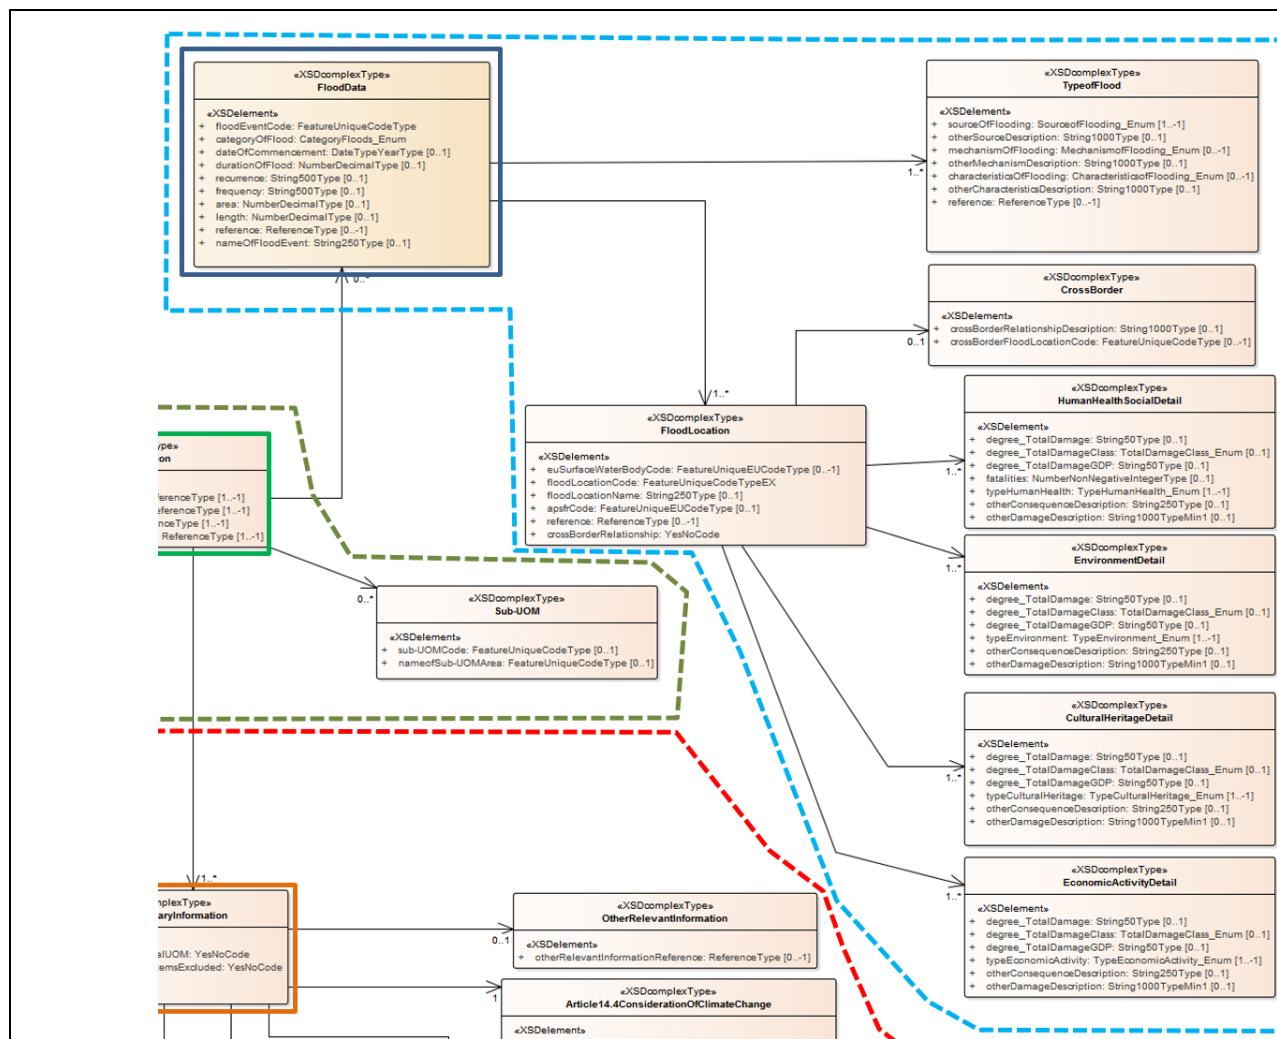 «XSDcomplexType»
FloodData
«XSDelement»
+ floodEventCode: FeatureUniqueCodeType
+ categoryOfFlood: CategoryFloods_Enum
+ dateOfCommencement: DateTypeYearType [0..1]
+ durationOfFlood: NumberDecimalType [0..1]
+ recurrence: String500Type [0..1]
+ frequency: String500Type [0..1]
+ area: NumberDecimalType [0..1]
+ length: NumberDecimalType [0..1]
+ reference: ReferenceType [0..-1]
+ nameOfFloodEvent: String250Type [0..1]
0..*
«XSDcomplexType»
TypeofFlood
«XSDelement»
+ sourceOfFlooding: SourceofFlooding_Enum [1..-1]
+ otherSourceDescription: String1000Type [0..1]
+ mechanismOfFlooding: MechanismofFlooding_Enum [0..-1]
+ otherMechanismDescription: String1000Type [0..1]
+ characteristicsOfFlooding: CharacteristicsofFlooding_Enum [0..-1]
+ otherCharacteristicsDescription: String1000Type [0..1]
+ reference: ReferenceType [0..-1]
1..*
«XSDcomplexType»
CrossBorder
«XSDelement»
+ crossBorderRelationshipDescription: String1000Type [0..1]
+ crossBorderFloodLocationCode: FeatureUniqueCodeType [0..-1]
0..1
1..*
«XSDcomplexType»
FloodLocation
«XSDelement»
+ euSurfaceWaterBodyCode: FeatureUniqueEUCodeType [0..-1]
+ floodLocationCode: FeatureUniqueCodeTypeEX
+ floodLocationName: String250Type [0..1]
+ apsfrCode: FeatureUniqueEUCodeType [0..1]
+ reference: ReferenceType [0..-1]
+ crossBorderRelationship: YesNoCode
«XSDcomplexType»
HumanHealthSocialDetail
«XSDelement»
+ degree_TotalDamage: String50Type [0..1]
+ degree_TotalDamageClass: TotalDamageClass_Enum [0..1]
+ degree_TotalDamageGDP: String50Type [0..1]
+ fatalities: NumberNonNegativeIntegerType [0..1]
+ typeHumanHealth: TypeHumanHealth_Enum [1..-1]
+ otherConsequenceDescription: String250Type [0..1]
+ otherDamageDescription: String1000TypeMin1 [0..1]
1..*
ype»
on
ferenceType [1..-1]
eferenceType [1..-1]
nceType [1..-1]
ReferenceType [1..-1]
«XSDcomplexType»
EnvironmentDetail
«XSDelement»
+ degree_TotalDamage: String50Type [0..1]
+ degree_TotalDamageClass: TotalDamageClass_Enum [0..1]
+ degree_TotalDamageGDP: String50Type [0..1]
+ typeEnvironment: TypeEnvironment_Enum [1..-1]
+ otherConsequenceDescription: String250Type [0..1]
+ otherDamageDescription: String1000TypeMin1 [0..1]
1..*
0..*
«XSDcomplexType»
Sub-UOM
«XSDelement»
+ sub-UOMCode: FeatureUniqueCodeType [0..1]
+ nameofSub-UOMArea: FeatureUniqueCodeType [0..1]
«XSDcomplexType»
CulturalHeritageDetail
«XSDelement»
+ degree_TotalDamage: String50Type [0..1]
+ degree_TotalDamageClass: TotalDamageClass_Enum [0..1]
+ degree_TotalDamageGDP: String50Type [0..1]
+ typeCulturalHeritage: TypeCulturalHeritage_Enum [1..-1]
+ otherConsequenceDescription: String250Type [0..1]
+ otherDamageDescription: String1000TypeMin1 [0..1]
1..*
«XSDcomplexType»
EconomicActivityDetail
«XSDelement»
+ degree_TotalDamage: String50Type [0..1]
+ degree_TotalDamageClass: TotalDamageClass_Enum [0..1]
+ degree_TotalDamageGDP: String50Type [0..1]
+ typeEconomicActivity: TypeEconomicActivity_Enum [1..-1]
+ otherConsequenceDescription: String250Type [0..1]
+ otherDamageDescription: String1000TypeMin1 [0..1]
1..*
1..*
mplexType»
aryInformation
alUOM: YesNoCode
temsExcluded: YesNoCode
«XSDcomplexType»
OtherRelevantInformation
«XSDelement»
+ otherRelevantInformationReference: ReferenceType [0..-1]
0..1
«XSDcomplexType»
Article14.4ConsiderationOfClimateChange
«XSDelement»
1